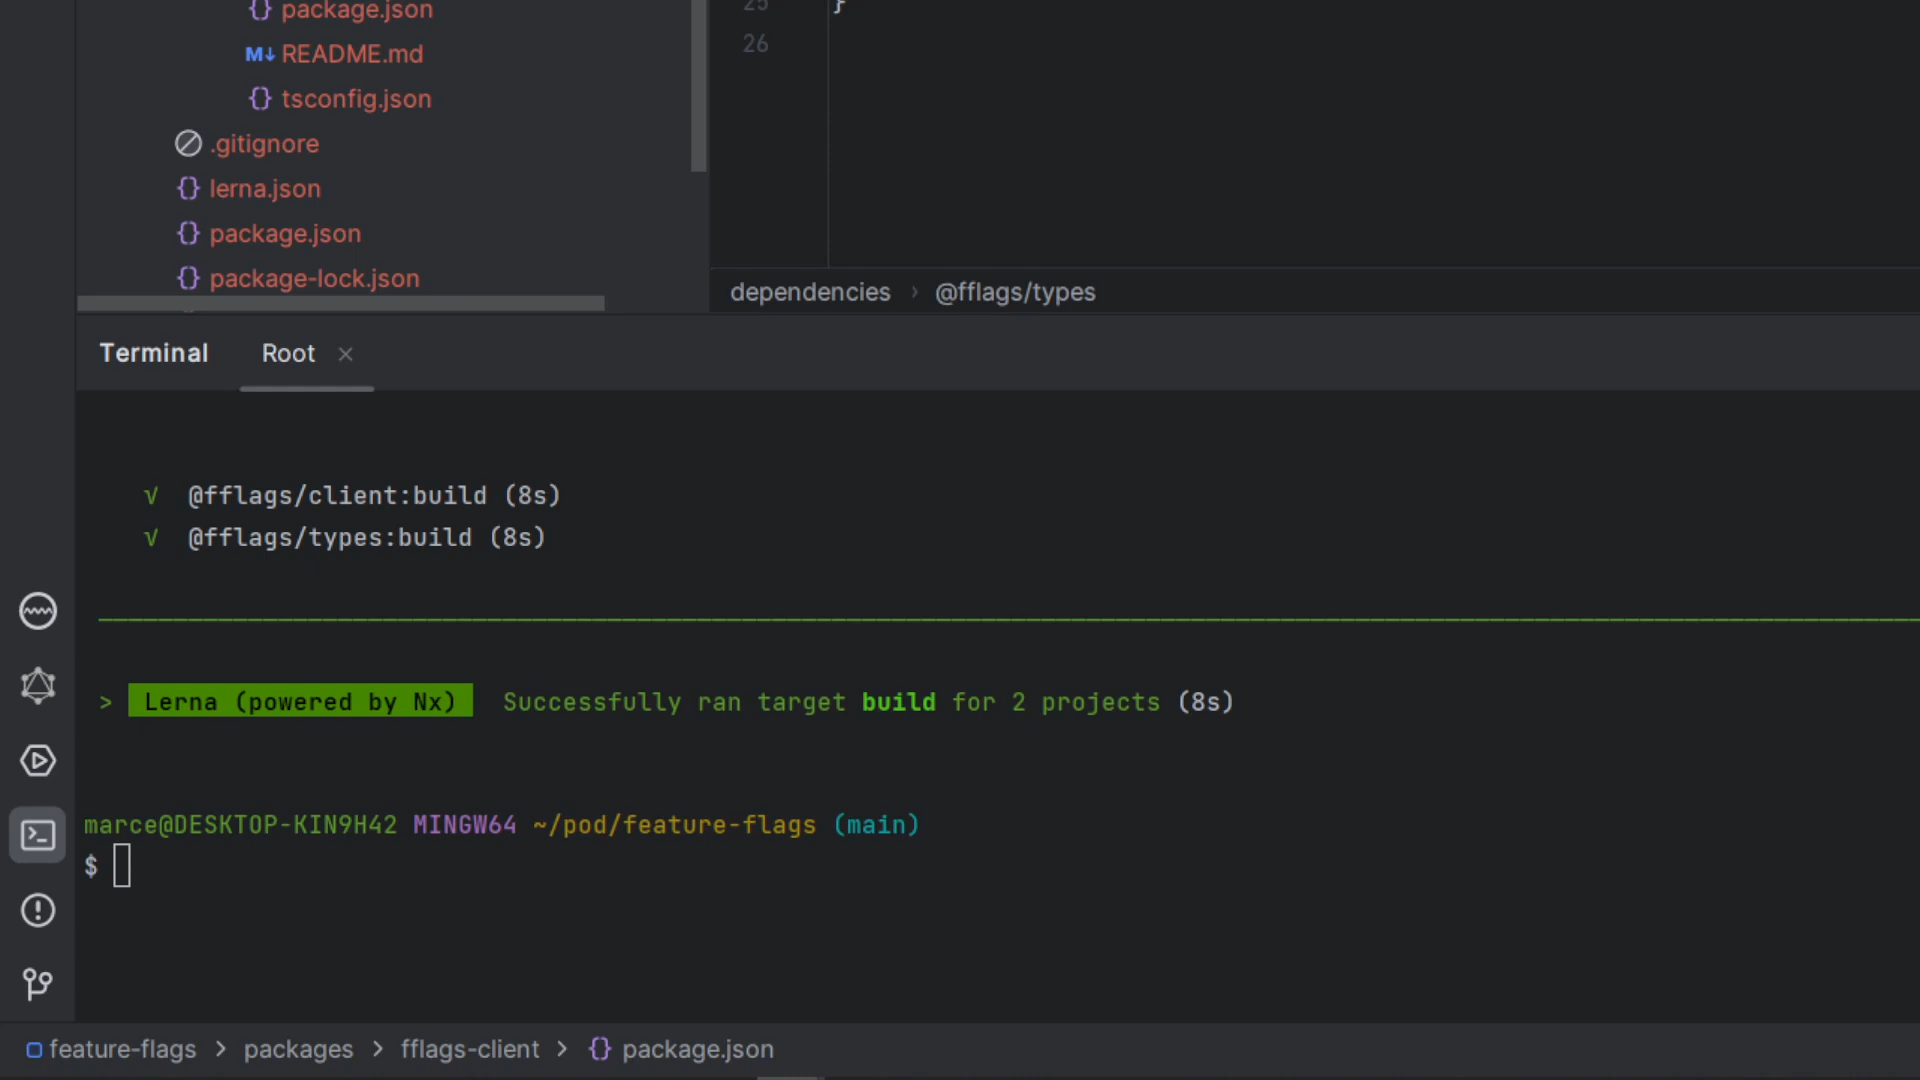 package.json
README.md
tsconfig.json
.gitignore
lerna.json
package.json
package-lock.json
25 }
26
dependencies › @fflags/types
Terminal Root ×
√ @fflags/client:build (8s)
√ @fflags/types:build (8s)
> Lerna (powered by Nx) Successfully ran target build for 2 projects (8s)
marce@DESKTOP-KIN9H42 MINGW64 ~/pod/feature-flags (main)
$
feature-flags > packages > fflags-client > {} package.json